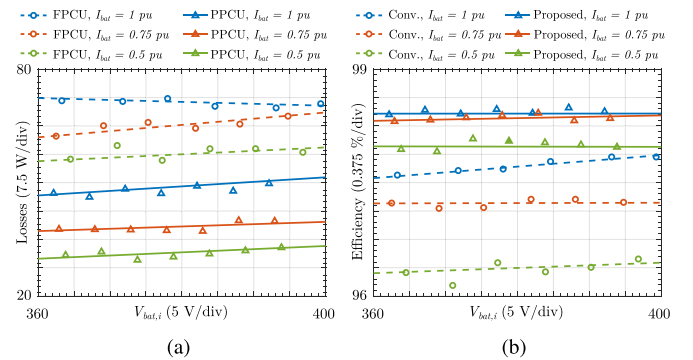 FPCU, I_bat = 1 pu PPCU, I_bat = 1 pu
FPCU, I_bat = 0.75 pu PPCU, I_bat = 0.75 pu
FPCU, I_bat = 0.5 pu PPCU, I_bat = 0.5 pu
80
Losses (7.5 W/div)
20
360 400
V_bat,i (5 V/div)
(a)
Conv., I_bat = 1 pu Proposed, I_bat = 1 pu
Conv., I_bat = 0.75 pu Proposed, I_bat = 0.75 pu
Conv., I_bat = 0.5 pu Proposed, I_bat = 0.5 pu
99
Efficiency (0.375 %/div)
96
360 400
V_bat,i (5 V/div)
(b)